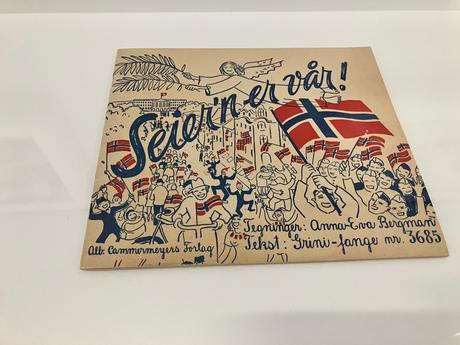 Seier'n er vår!
Tegninger: Anna-Eva Bergman
Alb. Cammermeyers Forlag
Tekst: Grini-fange nr. 3685